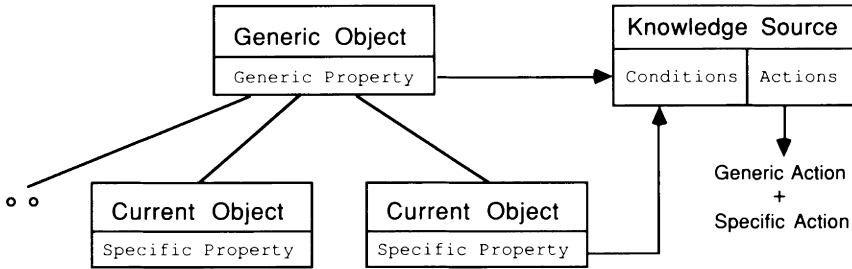 Generic Object
Generic Property
Knowledge Source
Conditions
Actions
Current Object
Specific Property
Current Object
Specific Property
Generic Action
+
Specific Action